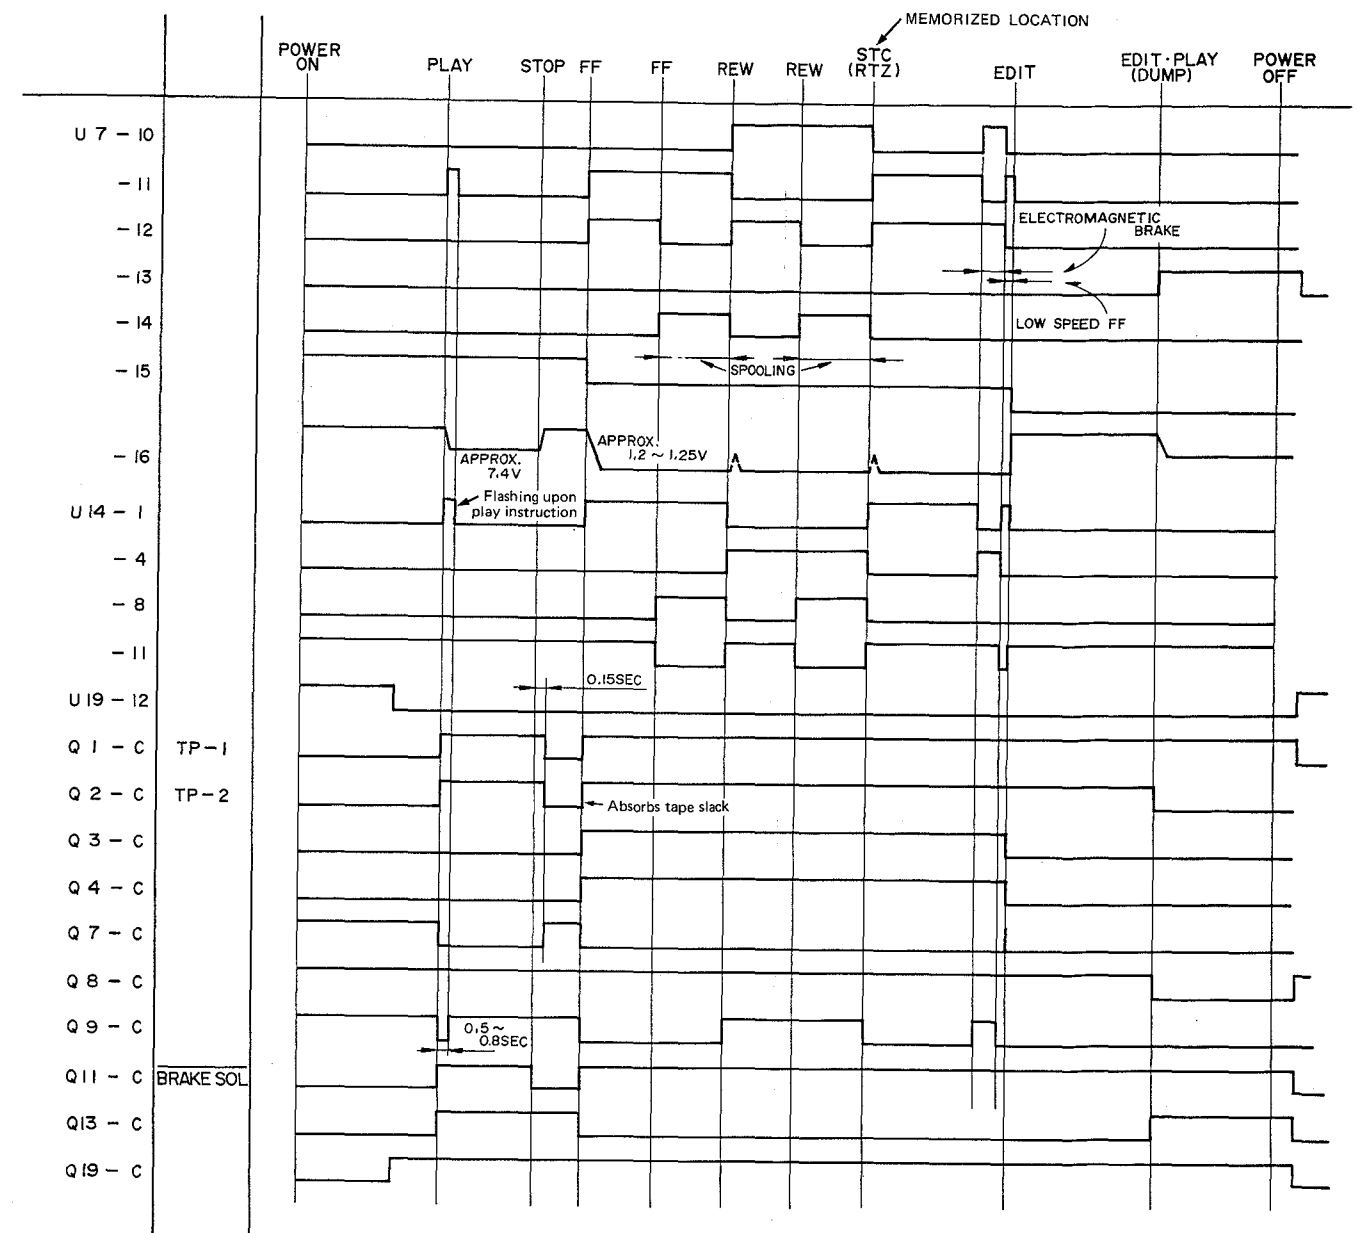 MEMORIZED LOCATION
POWER ON
PLAY
STOP
FF
FF
REW
REW
STC (RTZ)
EDIT
EDIT·PLAY (DUMP)
POWER OFF
U 7 - 10
- 11
- 12
ELECTROMAGNETIC BRAKE
- 13
- 14
LOW SPEED FF
- 15
SPOOLING
- 16
APPROX. 7.4V
APPROX. 1.2 ~ 1.25V
U 14 - 1
Flashing upon play instruction
- 4
- 8
- 11
0.15SEC
U 19 - 12
Q 1 - C
TP-1
Q 2 - C
TP-2
Absorbs tape slack
Q 3 - C
Q 4 - C
Q 7 - C
Q 8 - C
Q 9 - C
0.5~ 0.8SEC
Q11 - C
BRAKE SOL
Q13 - C
Q19 - C